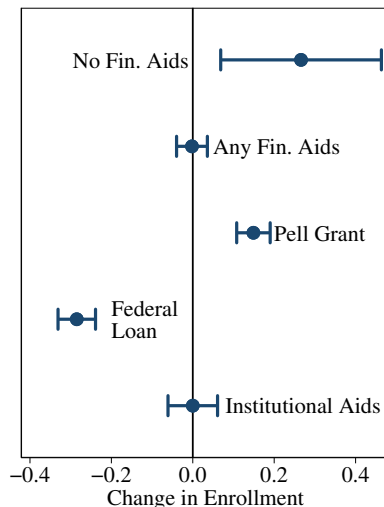 No Fin. Aids
Any Fin. Aids
Pell Grant
Federal
Loan
Institutional Aids
−0.4 −0.2 0.0 0.2 0.4
Change in Enrollment